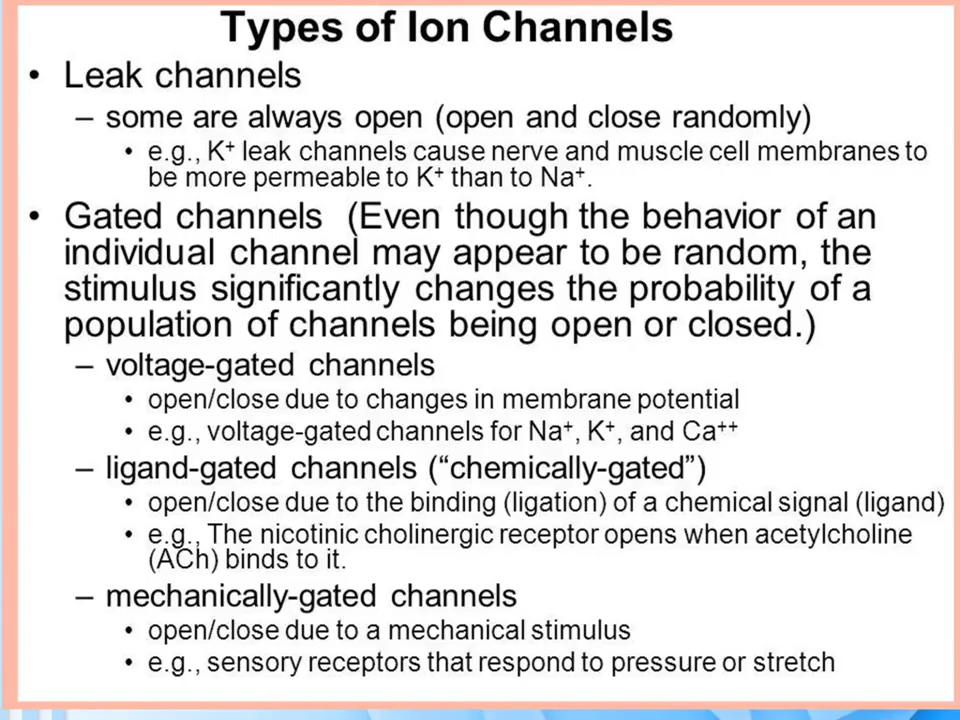 Types of Ion Channels
• Leak channels
– some are always open (open and close randomly)
• e.g., K⁺ leak channels cause nerve and muscle cell membranes to
be more permeable to K⁺ than to Na⁺.
• Gated channels (Even though the behavior of an
individual channel may appear to be random, the
stimulus significantly changes the probability of a
population of channels being open or closed.)
– voltage-gated channels
• open/close due to changes in membrane potential
• e.g., voltage-gated channels for Na⁺, K⁺, and Ca⁺⁺
– ligand-gated channels (“chemically-gated”)
• open/close due to the binding (ligation) of a chemical signal (ligand)
• e.g., The nicotinic cholinergic receptor opens when acetylcholine
(ACh) binds to it.
– mechanically-gated channels
• open/close due to a mechanical stimulus
• e.g., sensory receptors that respond to pressure or stretch